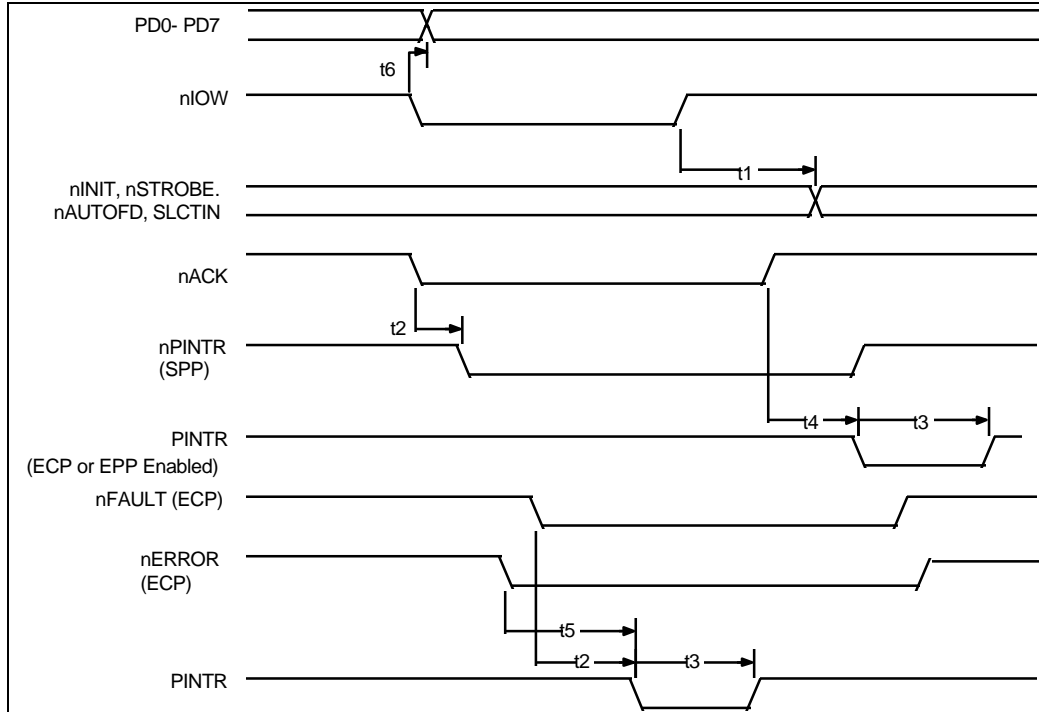 PD0- PD7
t6
nIOW
t1
nINIT, nSTROBE.
nAUTOFD, SLCTIN
nACK
t2
nPINTR
(SPP)
t4
t3
PINTR
(ECP or EPP Enabled)
nFAULT (ECP)
nERROR
(ECP)
t5
t2
t3
PINTR